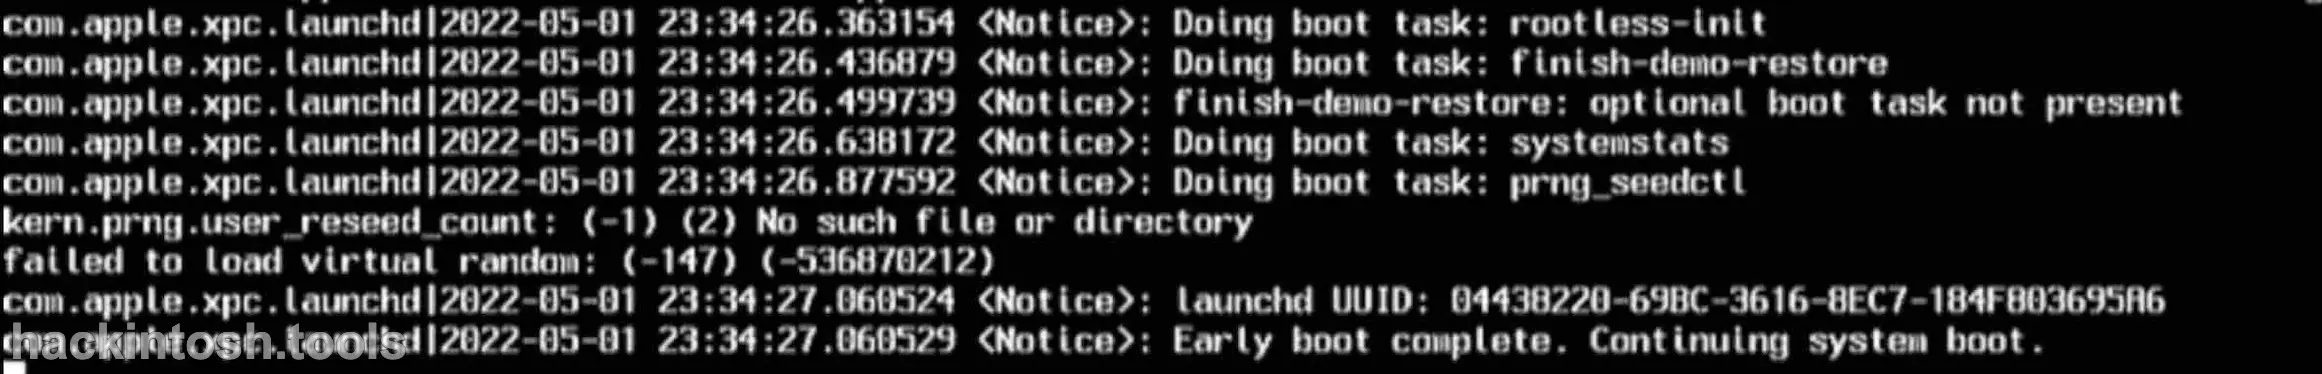 com.apple.xpc.launchd|2022-05-01 23:34:26.363154 <Notice>: Doing boot task: rootless-init
com.apple.xpc.launchd|2022-05-01 23:34:26.436879 <Notice>: Doing boot task: finish-demo-restore
com.apple.xpc.launchd|2022-05-01 23:34:26.499739 <Notice>: finish-demo-restore: optional boot task not present
com.apple.xpc.launchd|2022-05-01 23:34:26.638172 <Notice>: Doing boot task: systemstats
com.apple.xpc.launchd|2022-05-01 23:34:26.877592 <Notice>: Doing boot task: prng_seedctl
kern.prng.user_reseed_count: (-1) (2) No such file or directory
failed to load virtual random: (-147) (-536870212)
com.apple.xpc.launchd|2022-05-01 23:34:27.060524 <Notice>: launchd UUID: 04438220-69BC-3616-8EC7-184F803695A6
com.apple.xpc.launchd|2022-05-01 23:34:27.060529 <Notice>: Early boot complete. Continuing system boot.
hackintosh.tools